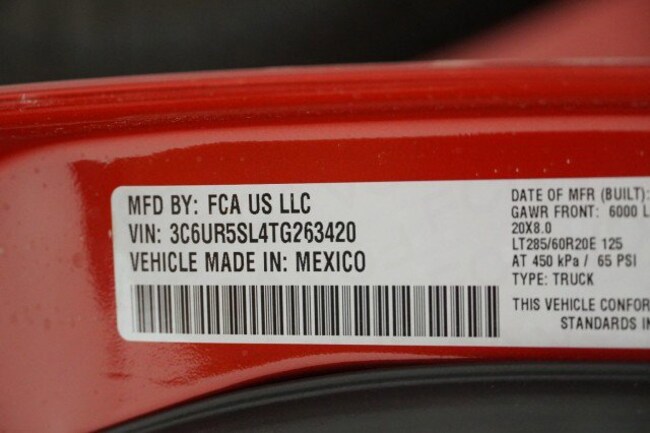 MFD BY: FCA US LLC
VIN: 3C6UR5SL4TG263420
VEHICLE MADE IN: MEXICO
DATE OF MFR (BUILT):
GAWR FRONT: 6000 L
20X8.0
LT285/60R20E 125
AT 450 kPa / 65 PSI
TYPE: TRUCK
THIS VEHICLE CONFOR
STANDARDS IN